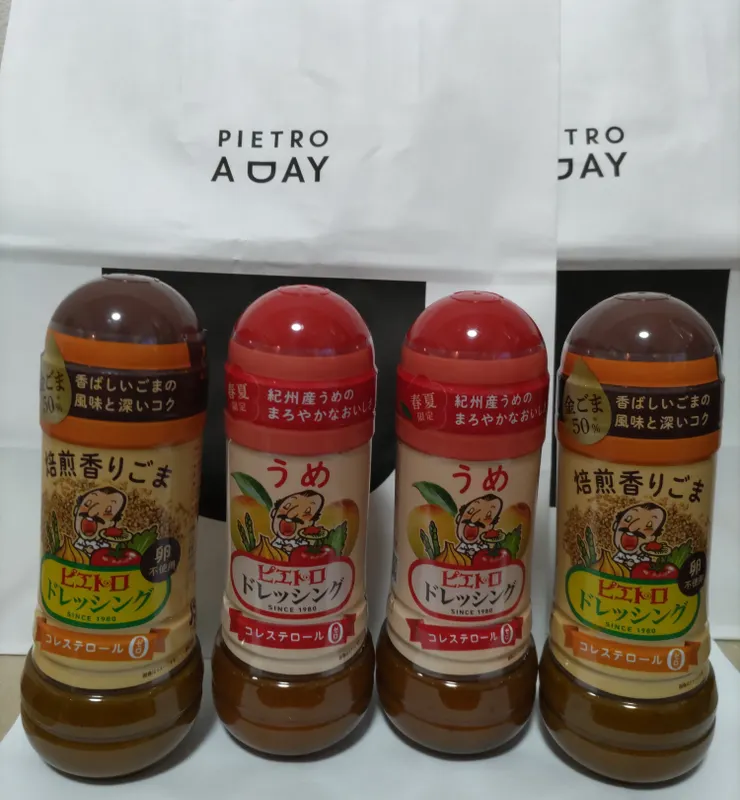 PIETRO
A DAY
TRO
DAY
金ごま
50%
香ばしいごまの
風味と深いコク
焙煎香りごま
卵
不使用
ピエトロ
ドレッシング
SINCE 1980
コレステロール0
春夏
限定
紀州産うめの
まろやかなおいしさ
うめ
ピエトロ
ドレッシング
SINCE 1980
コレステロール0
春夏
限定
紀州産うめの
まろやかなおいし
うめ
ピエトロ
ドレッシング
SINCE 1980
コレステロール0
金ごま
50%
香ばしいごまの
風味と深いコク
焙煎香りごま
卵
不使用
ピエトロ
ドレッシング
SINCE 1980
コレステロール0